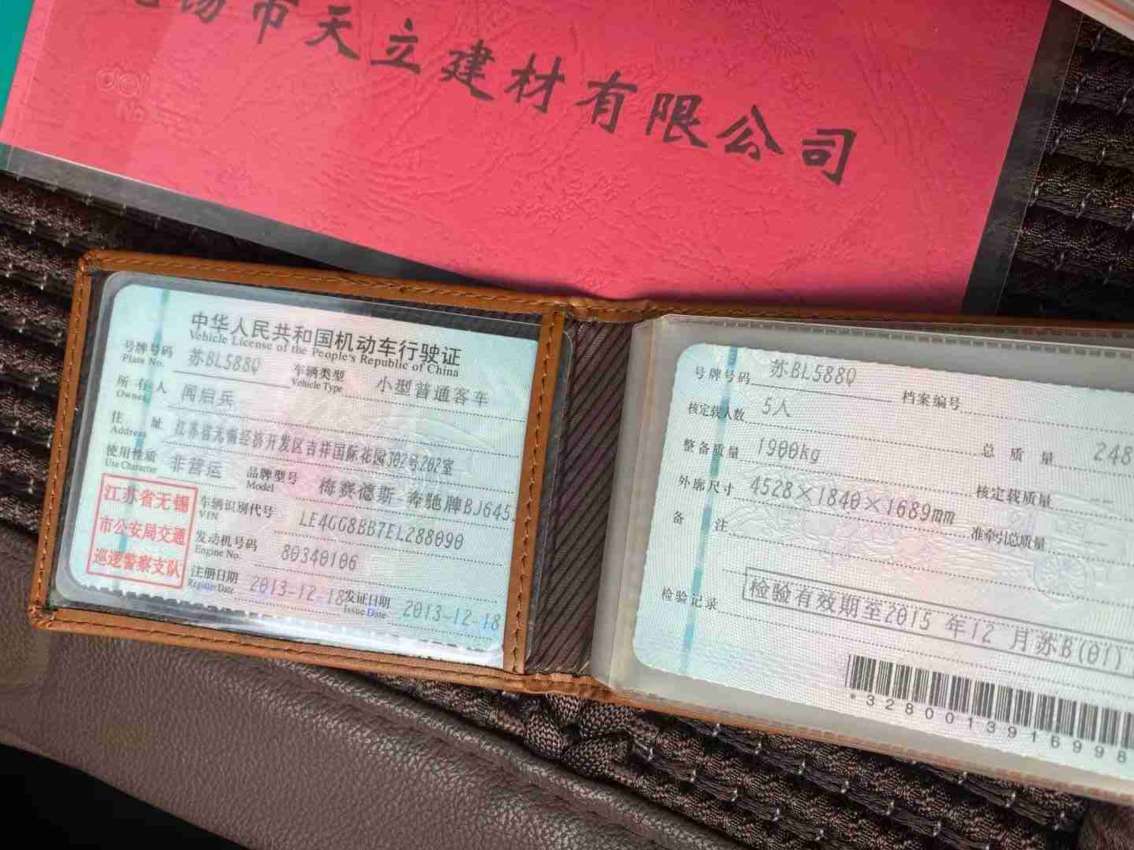 锡市天立建材有限公司
中华人民共和国机动车行驶证
Vehicle License of the People's Republic of China
号牌号码 苏BL588Q 车辆类型 小型普通客车
Plate No. Vehicle Type
所有人 闾启兵
Owner
住址 江苏省无锡经济开发区吉祥国际花园302号202室
Address
使用性质 非营运 品牌型号 梅赛德斯-奔驰牌BJ645
Use Character Model
江苏省无锡
市公安局交通
巡逻警察支队
车辆识别代号 LE4GG8BB7EL288090
VIN
发动机号码 80340106
Engine No.
注册日期 2013-12-18 发证日期 2013-12-18
Register Date Issue Date
号牌号码 苏BL588Q 档案编号
核定载人数 5人 总质量 248
整备质量 1900kg 核定载质量 --
外廓尺寸 4528×1840×1689mm 准牵引总质量 --
备注
检验记录 检验有效期至2015年12月苏B(01)
*3280013916998